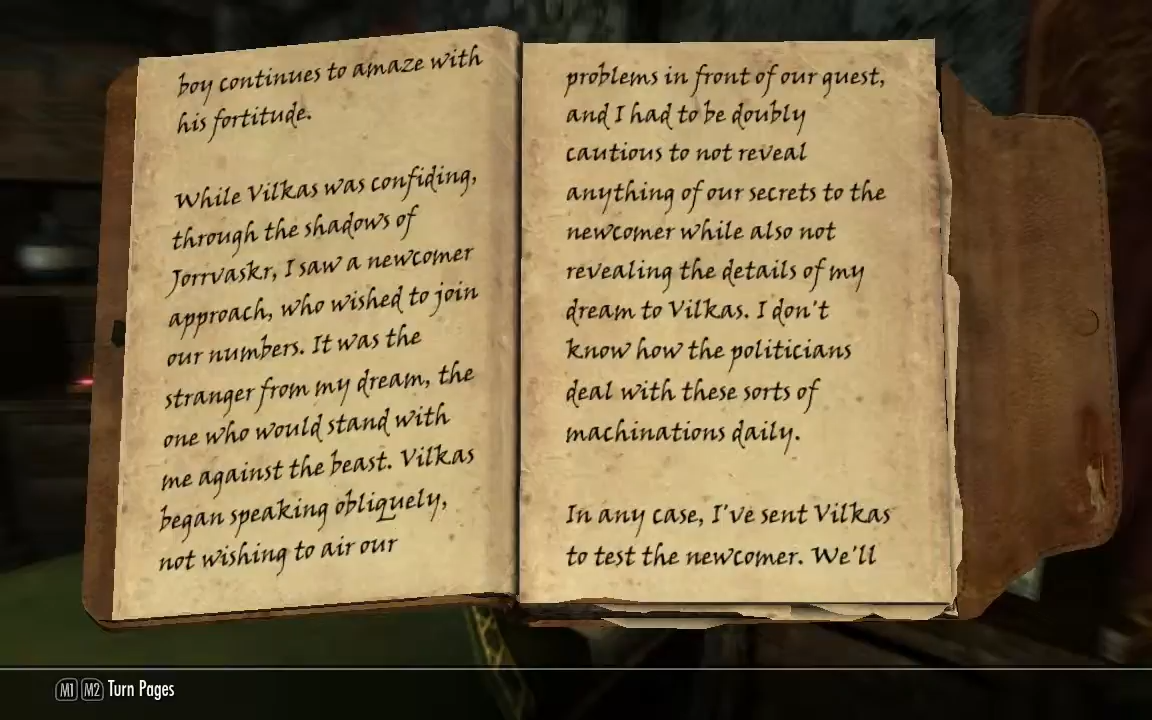 boy continues to amaze with
his fortitude.
While Vilkas was confiding,
through the shadows of
Jorrvaskr, I saw a newcomer
approach, who wished to join
our numbers. It was the
stranger from my dream, the
one who would stand with
me against the beast. Vilkas
began speaking obliquely,
not wishing to air our
problems in front of our guest,
and I had to be doubly
cautious to not reveal
anything of our secrets to the
newcomer while also not
revealing the details of my
dream to Vilkas. I don't
know how the politicians
deal with these sorts of
machinations daily.
In any case, I've sent Vilkas
to test the newcomer. We'll
M1 M2 Turn Pages